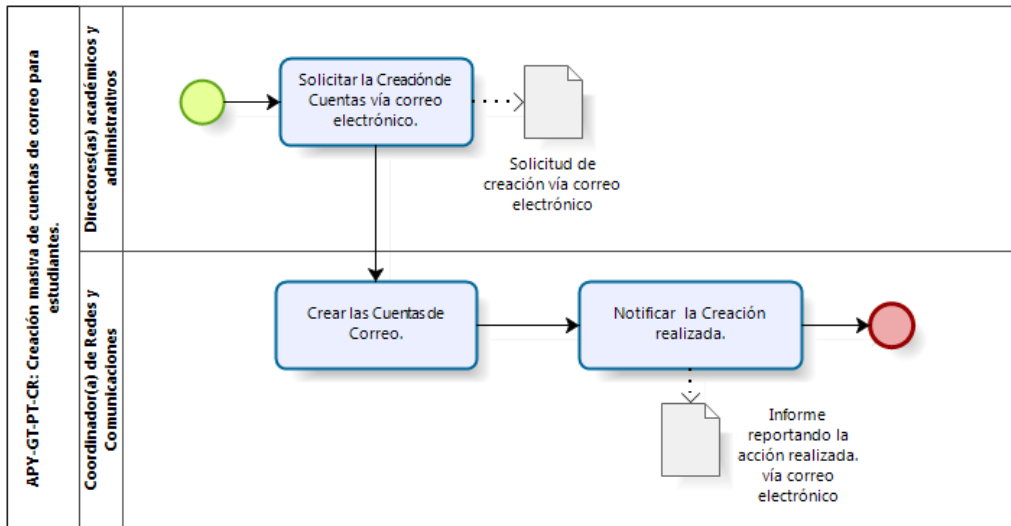 APY-GT-PT-CR: Creación masiva de cuentas de correo para
estudiantes.
Directores(as) académicos y
administrativos
Solicitar la Creación de
Cuentas vía correo
electrónico.
Solicitud de
creación vía correo
electrónico
Coordinador(a) de Redes y
Comunicaciones
Crear las Cuentas de
Correo.
Notificar la Creación
realizada.
Informe
reportando la
acción realizada.
vía correo
electrónico